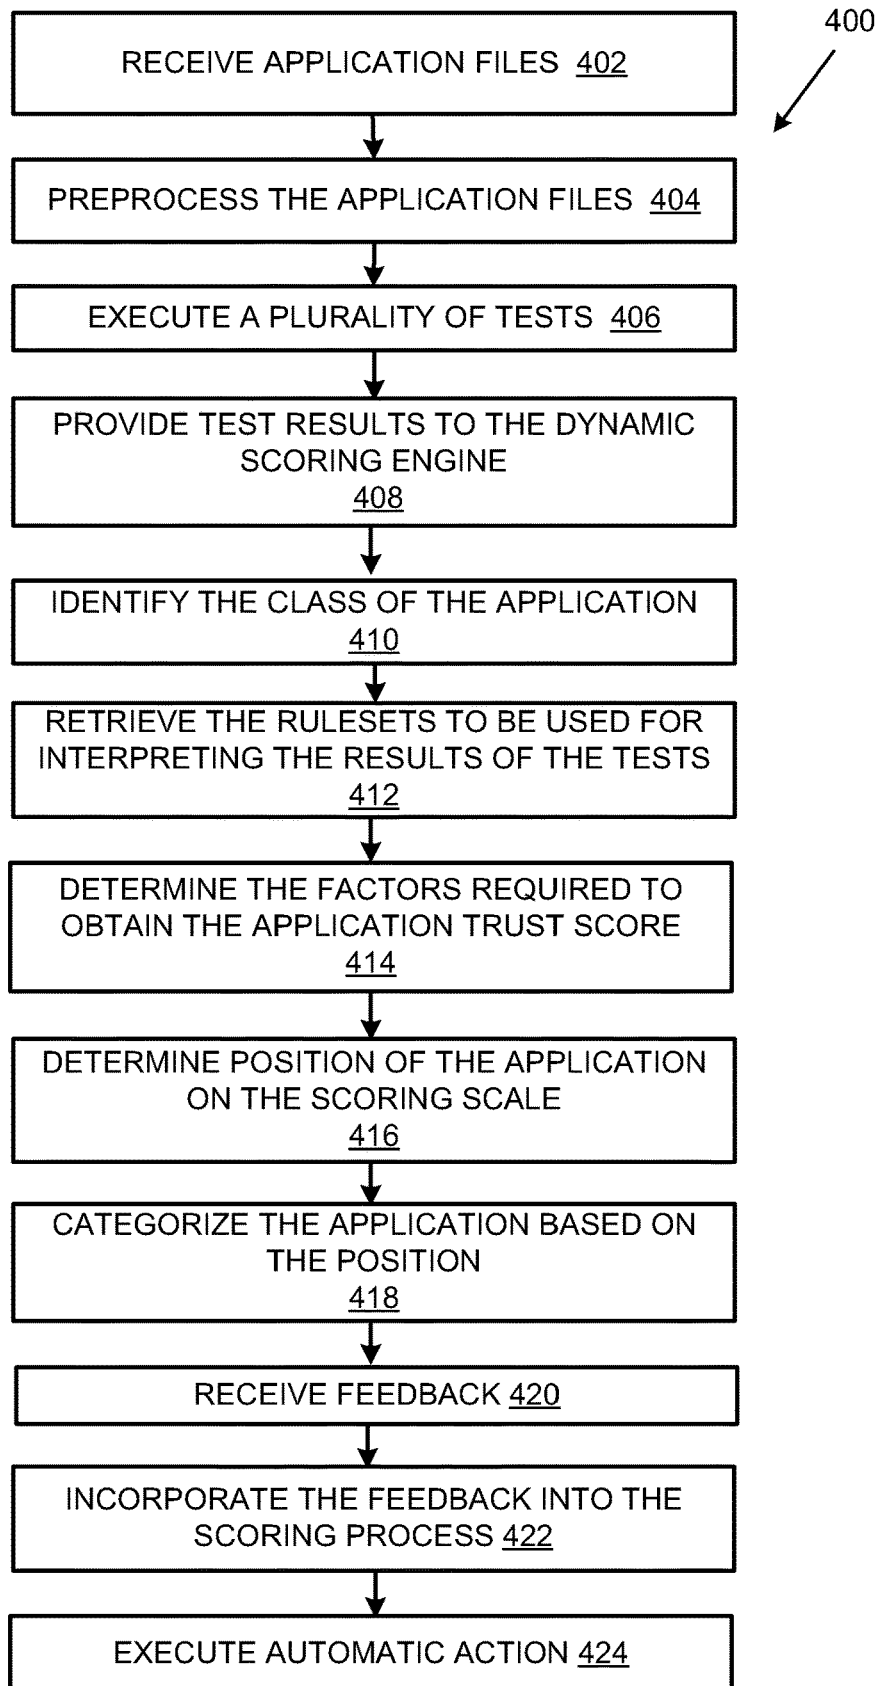 400
RECEIVE APPLICATION FILES 402
PREPROCESS THE APPLICATION FILES 404
EXECUTE A PLURALITY OF TESTS 406
PROVIDE TEST RESULTS TO THE DYNAMIC
SCORING ENGINE
408
IDENTIFY THE CLASS OF THE APPLICATION
410
RETRIEVE THE RULESETS TO BE USED FOR
INTERPRETING THE RESULTS OF THE TESTS
412
DETERMINE THE FACTORS REQUIRED TO
OBTAIN THE APPLICATION TRUST SCORE
414
DETERMINE POSITION OF THE APPLICATION
ON THE SCORING SCALE
416
CATEGORIZE THE APPLICATION BASED ON
THE POSITION
418
RECEIVE FEEDBACK 420
INCORPORATE THE FEEDBACK INTO THE
SCORING PROCESS 422
EXECUTE AUTOMATIC ACTION 424